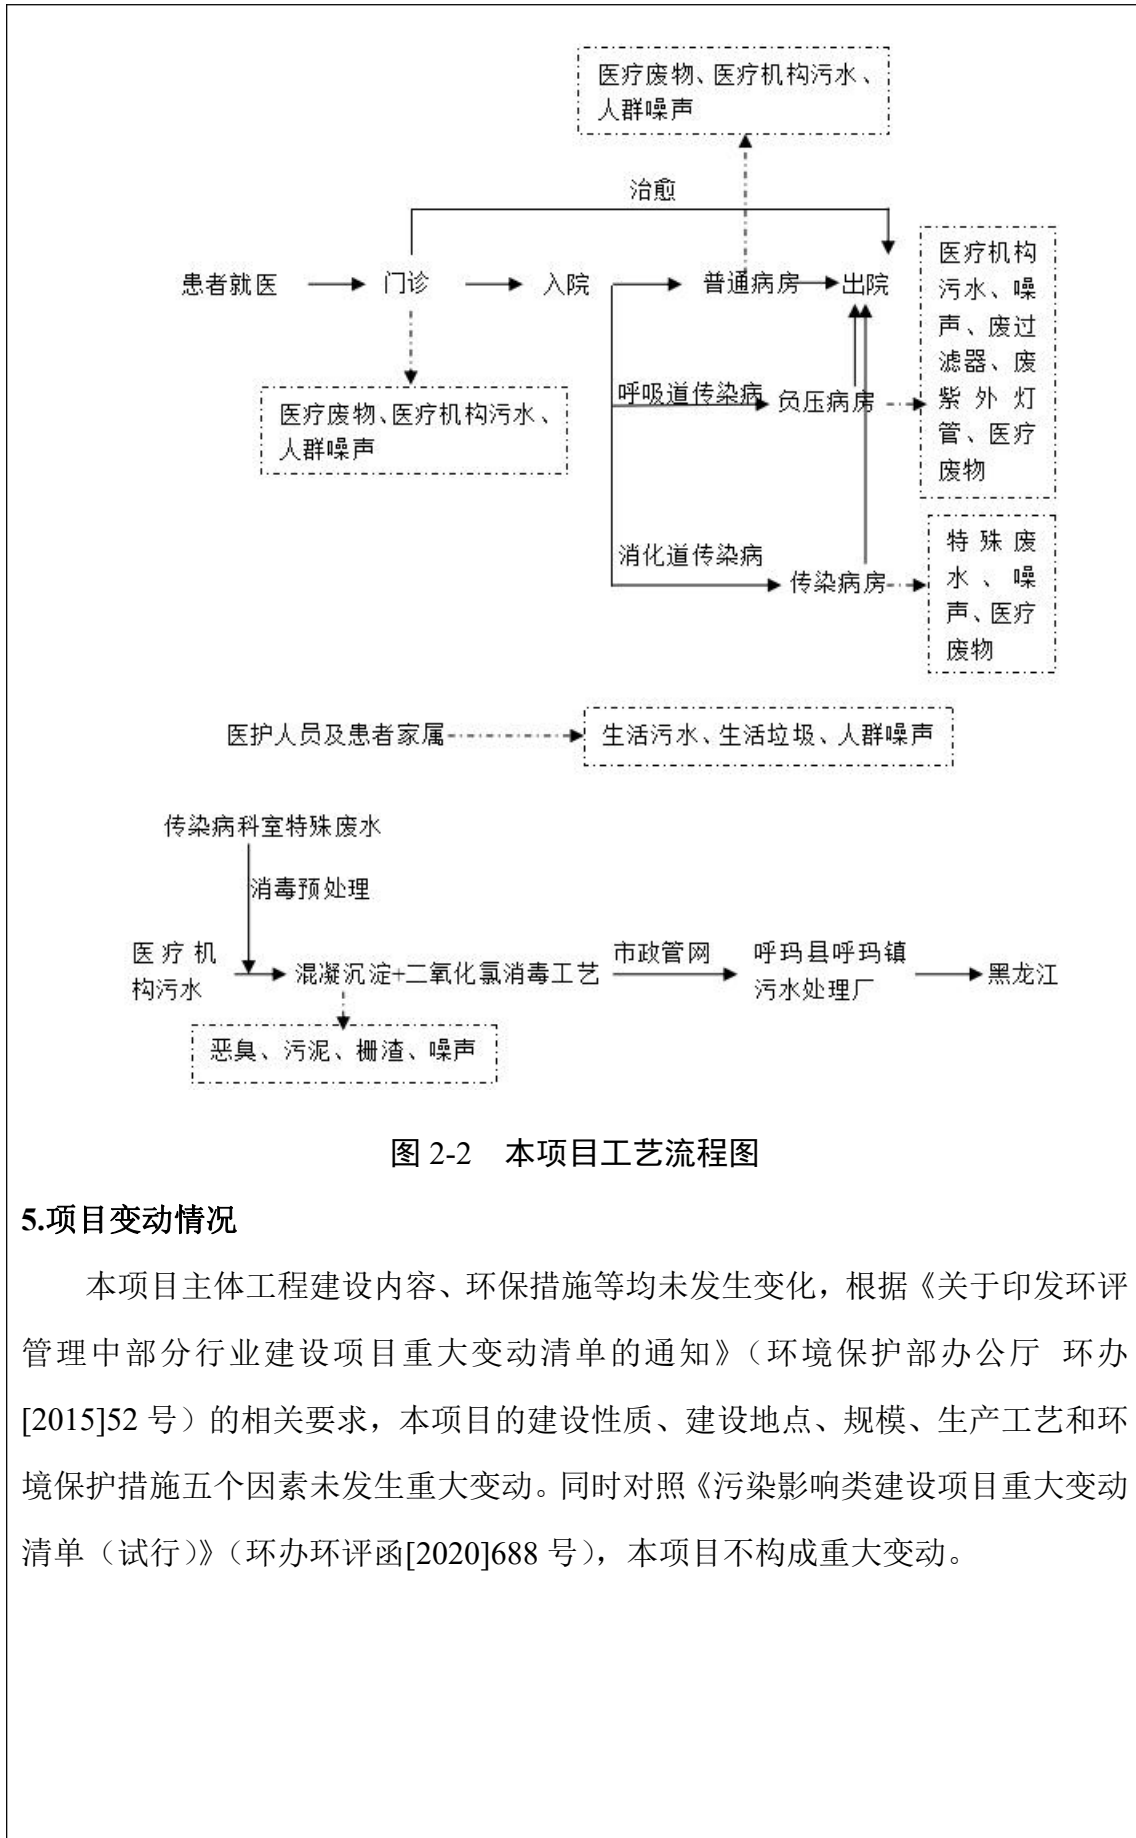 医疗废物、医疗机构污水、
人群噪声
治愈
患者就医
门诊
入院
普通病房
出院
医疗机构
污水、噪
声、废过
滤器、废
紫外灯
管、医疗
废物
医疗废物、医疗机构污水、
人群噪声
呼吸道传染病
负压病房
消化道传染病
传染病房
特殊废
水、噪
声、医疗
废物
医护人员及患者家属
生活污水、生活垃圾、人群噪声
传染病科室特殊废水
消毒预处理
医疗机
构污水
混凝沉淀+二氧化氯消毒工艺
市政管网
呼玛县呼玛镇
污水处理厂
黑龙江
恶臭、污泥、栅渣、噪声
图 2-2 本项目工艺流程图
5.项目变动情况
本项目主体工程建设内容、环保措施等均未发生变化，根据《关于印发环评
管理中部分行业建设项目重大变动清单的通知》（环境保护部办公厅 环办
[2015]52 号）的相关要求，本项目的建设性质、建设地点、规模、生产工艺和环
境保护措施五个因素未发生重大变动。同时对照《污染影响类建设项目重大变动
清单（试行）》（环办环评函[2020]688 号），本项目不构成重大变动。